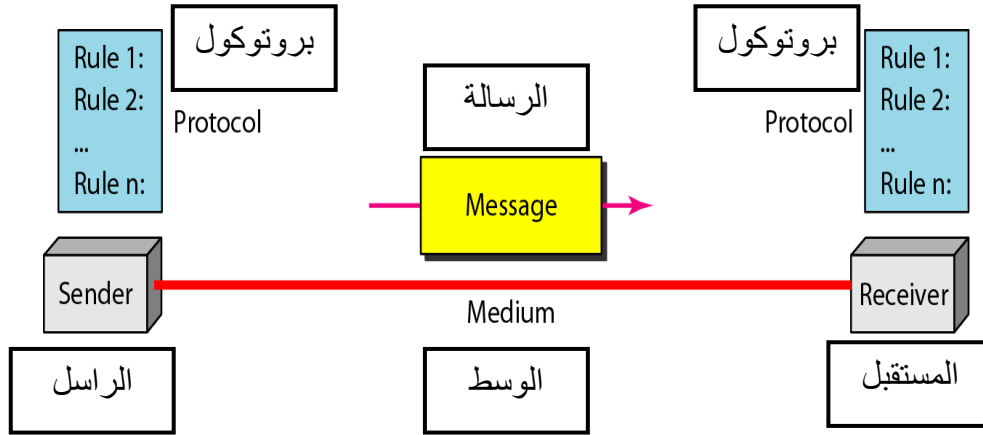 بروتوكول
Rule 1:
Rule 2:
...
Rule n:
Protocol
الرسالة
Message
بروتوكول
Rule 1:
Rule 2:
...
Rule n:
Protocol
Sender
Medium
Receiver
الراسل
الوسط
المستقبل